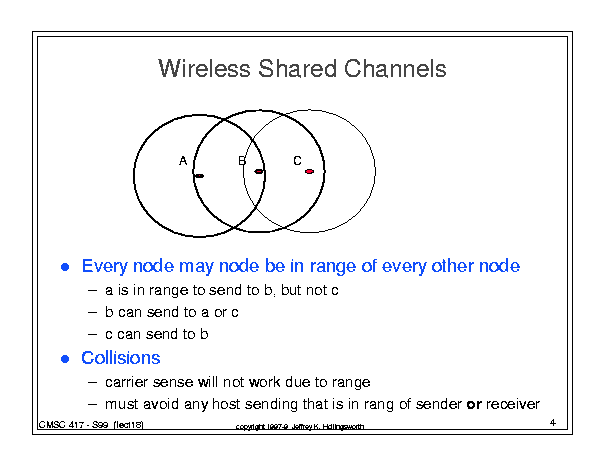 Wireless Shared Channels
A B C
● Every node may node be in range of every other node
– a is in range to send to b, but not c
– b can send to a or c
– c can send to b
● Collisions
– carrier sense will not work due to range
– must avoid any host sending that is in rang of sender or receiver
CMSC 417 - S99 (lect18)
copyright 1997-9 Jeffrey K. Hollingsworth
4